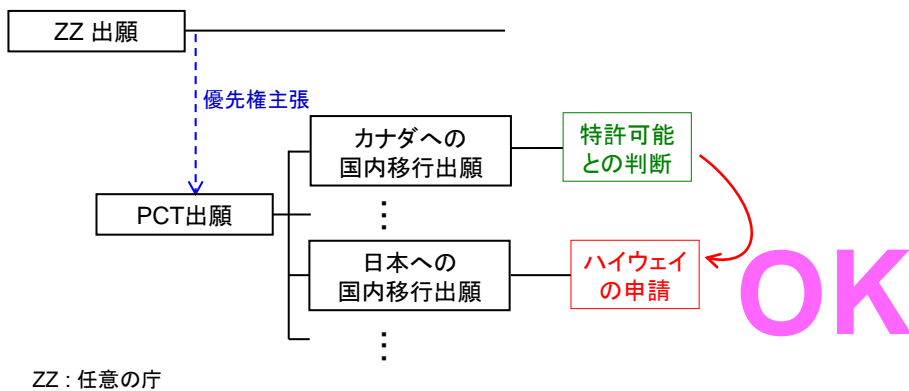 ZZ 出願
優先権主張
カナダへの
国内移行出願
特許可能
との判断
PCT出願
⋮
日本への
国内移行出願
ハイウェイ
の申請
OK
⋮
ZZ : 任意の庁